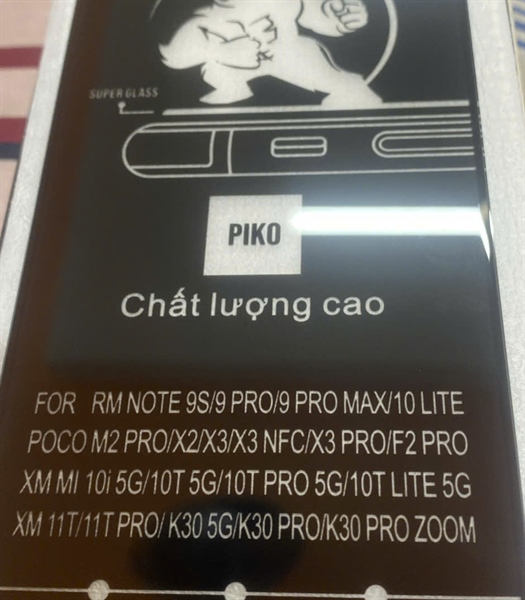 SUPER GLASS
PIKO
Chất lượng cao
FOR RM NOTE 9S/9 PRO/9 PRO MAX/10 LITE
POCO M2 PRO/X2/X3/X3 NFC/X3 PRO/F2 PRO
XM MI 10i 5G/10T 5G/10T PRO 5G/10T LITE 5G
XM 11T/11T PRO/ K30 5G/K30 PRO/K30 PRO ZOOM